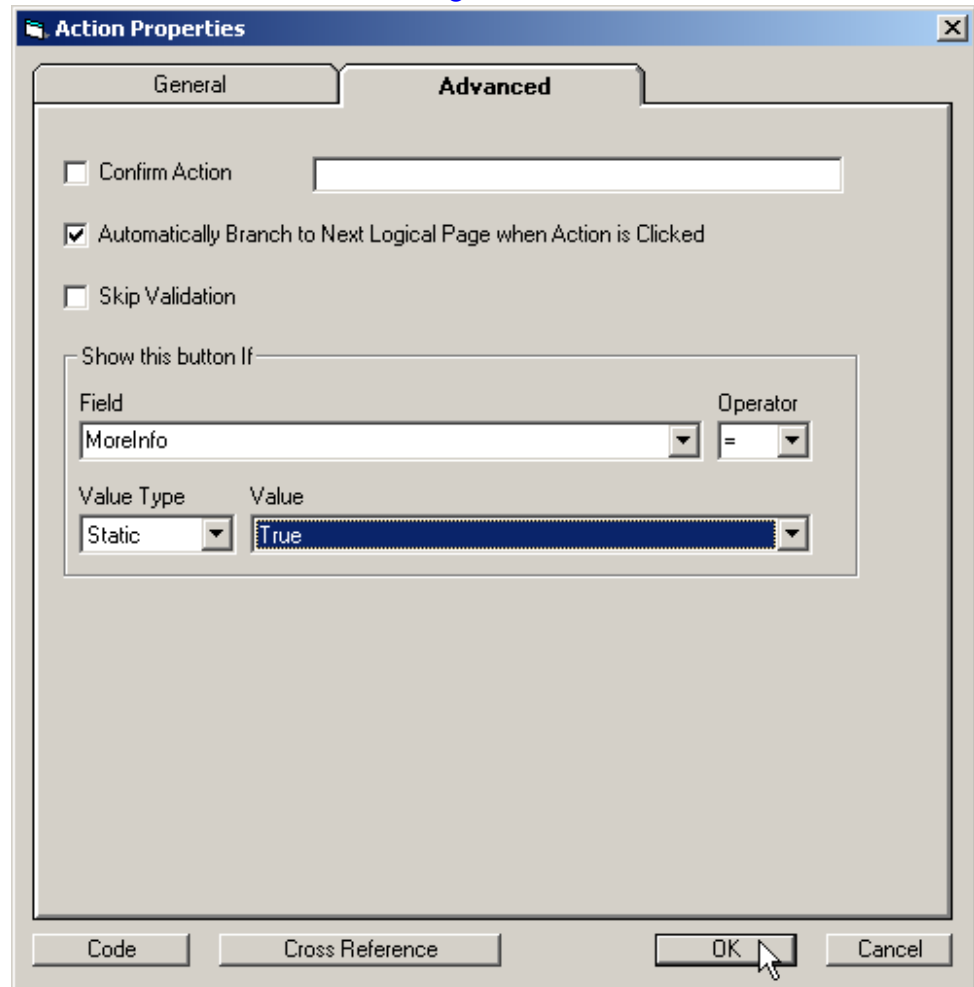 Action Properties
General Advanced
Confirm Action
Automatically Branch to Next Logical Page when Action is Clicked
Skip Validation
Show this button If
Field Operator
MoreInfo =
Value Type Value
Static True
Code Cross Reference OK Cancel